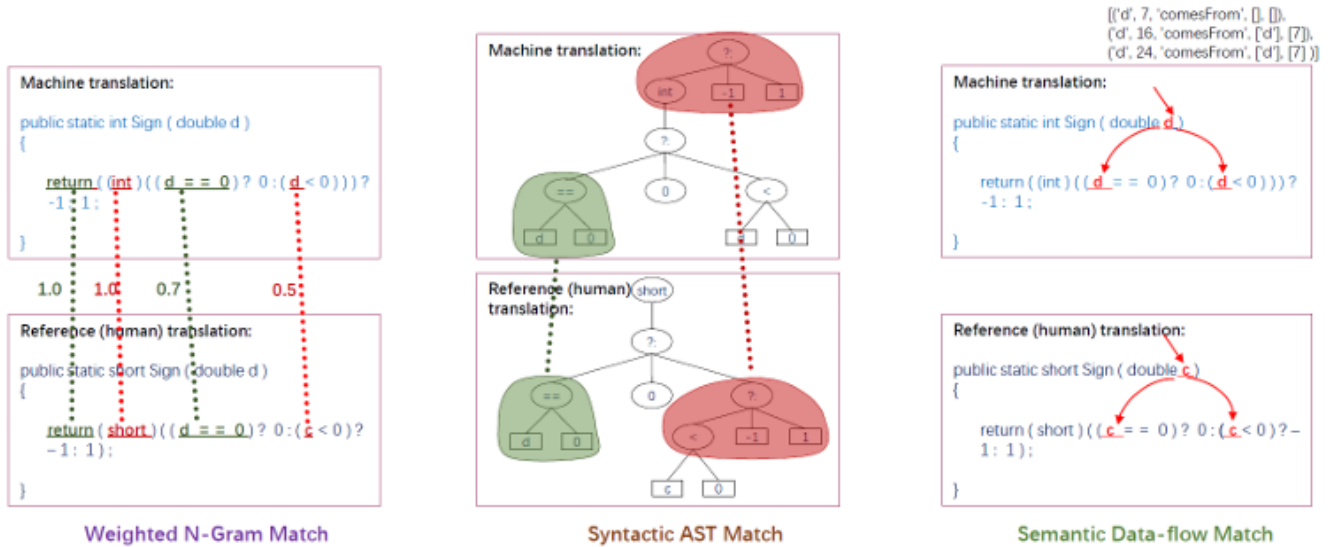 Machine translation:
public static int Sign ( double d )
{
return ( (int )( ( d = = 0 ) ? 0 : ( d < 0 ) ) ) ?
-1 : 1 ;
}
1.0 1.0 0.7 0.5
Reference (human) translation:
public static short Sign ( double d )
{
return ( short )( ( d = = 0 ) ? 0 : ( c < 0 ) ?
– 1 : 1 ) ;
}
Weighted N-Gram Match
Machine translation:
?:
int -1 1
?:
== 0 <
d 0 d 0
Reference (human)
translation:
short
?:
== 0 ?:
d 0 < -1 1
c 0
Syntactic AST Match
[('d', 7, 'comesFrom', [], []),
('d', 16, 'comesFrom', ['d'], [7]),
('d', 24, 'comesFrom', ['d'], [7] )]
Machine translation:
public static int Sign ( double d )
{
return ( (int ) ( ( d = = 0 ) ? 0 : ( d < 0 ) ) ) ?
-1 : 1 ;
}
Reference (human) translation:
public static short Sign ( double c )
{
return ( short ) ( ( c = = 0 ) ? 0 : ( c < 0 ) ? –
1 : 1 ) ;
}
Semantic Data-flow Match